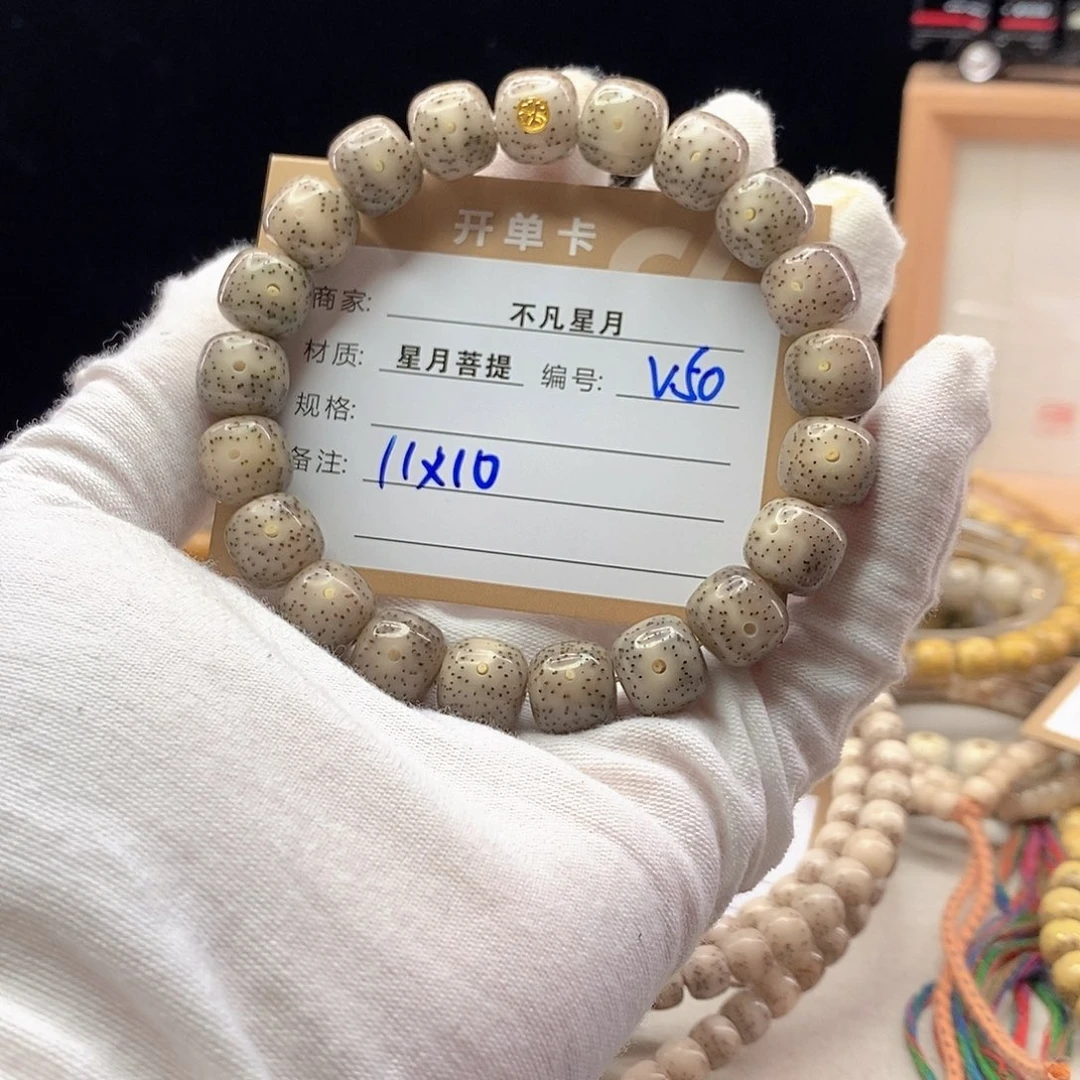 开单卡
商家: 不凡星月
材质: 星月菩提 编号: V50
规格:
备注: 11x10